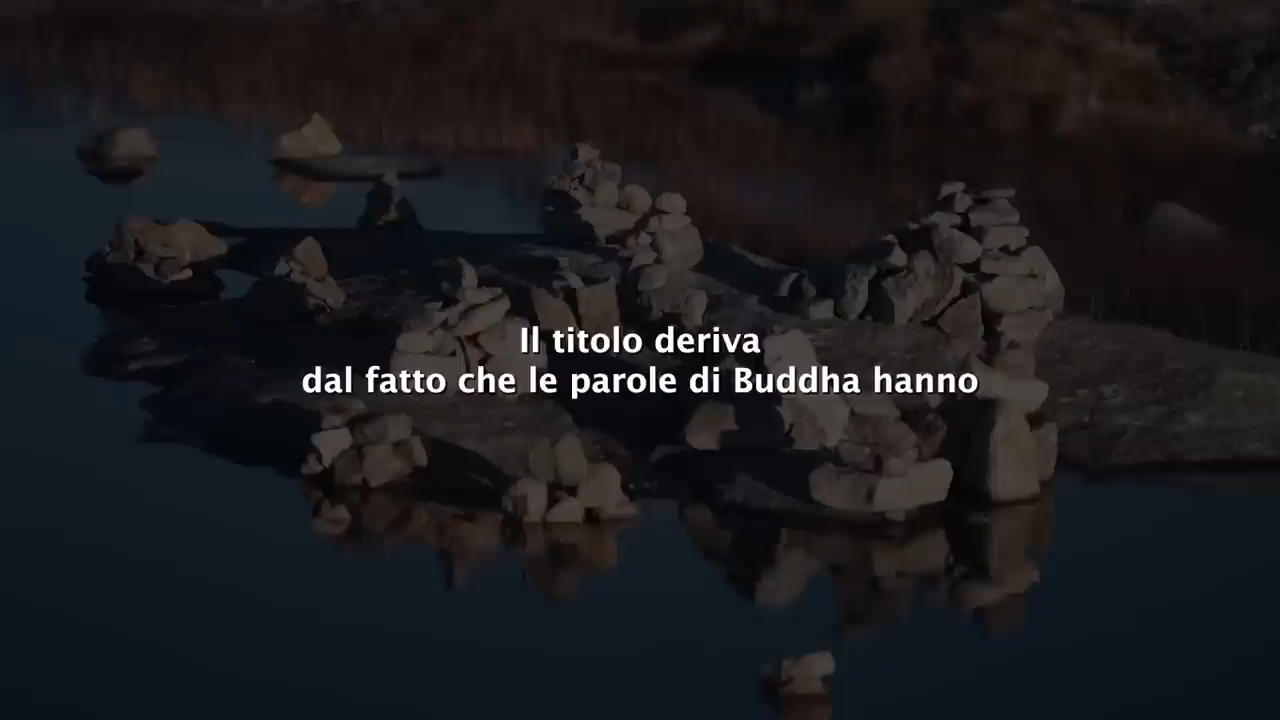 Il titolo deriva
dal fatto che le parole di Buddha hanno